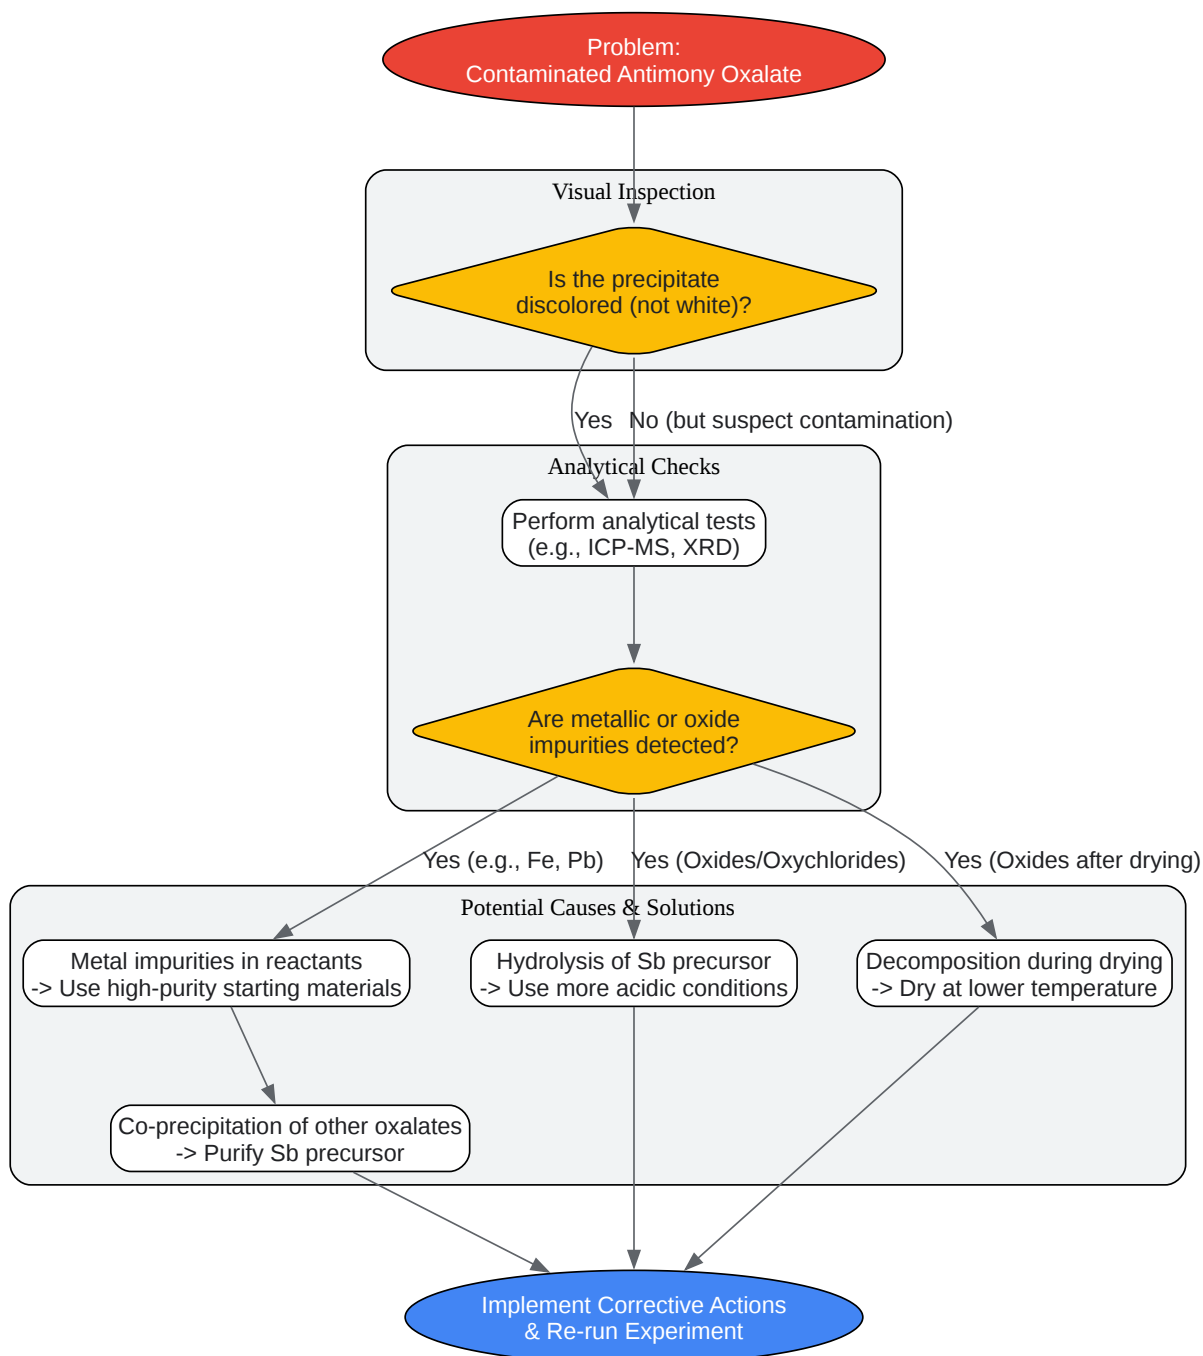 Problem:
Contaminated Antimony Oxalate
Visual Inspection
Is the precipitate
discolored (not white)?
Yes
No (but suspect contamination)
Analytical Checks
Perform analytical tests
(e.g., ICP-MS, XRD)
Are metallic or oxide
impurities detected?
Yes (e.g., Fe, Pb)
Yes (Oxides/Oxychlorides)
Yes (Oxides after drying)
Potential Causes & Solutions
Metal impurities in reactants
-> Use high-purity starting materials
Hydrolysis of Sb precursor
-> Use more acidic conditions
Decomposition during drying
-> Dry at lower temperature
Co-precipitation of other oxalates
-> Purify Sb precursor
Implement Corrective Actions
& Re-run Experiment